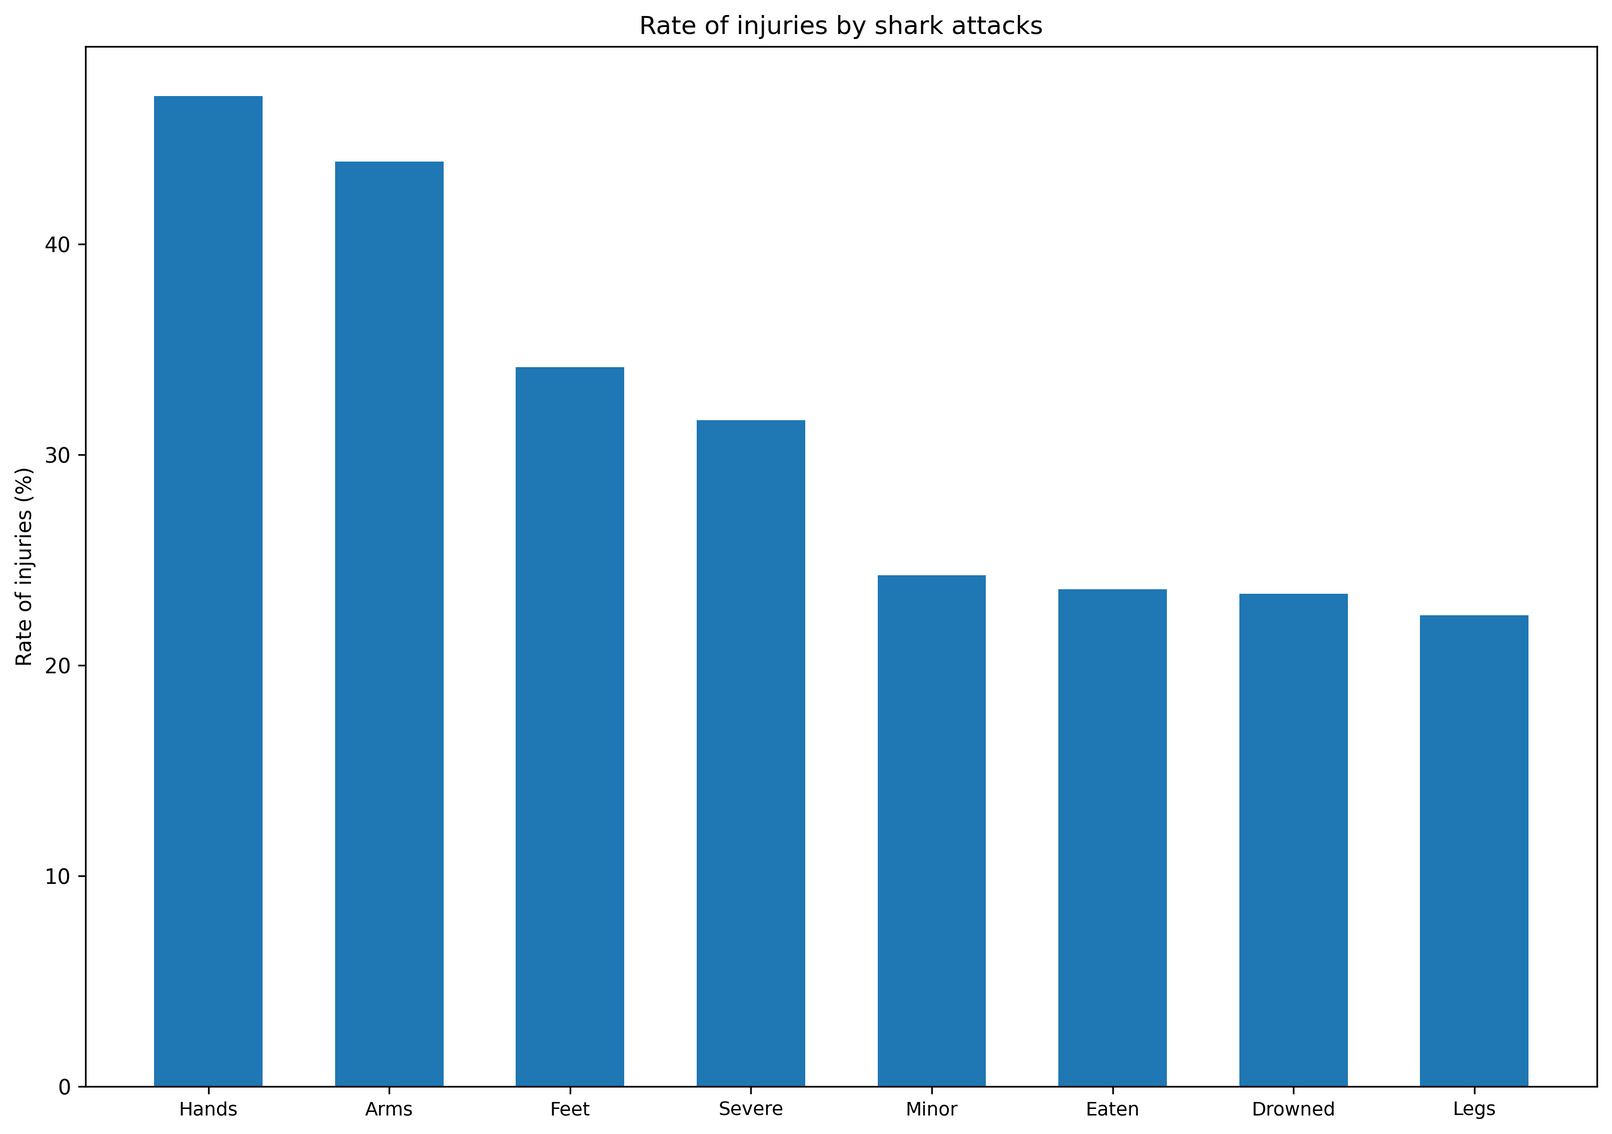 Rate of injuries by shark attacks
Rate of injuries (%)
40
30
20
10
0
Hands Arms Feet Severe Minor Eaten Drowned Legs